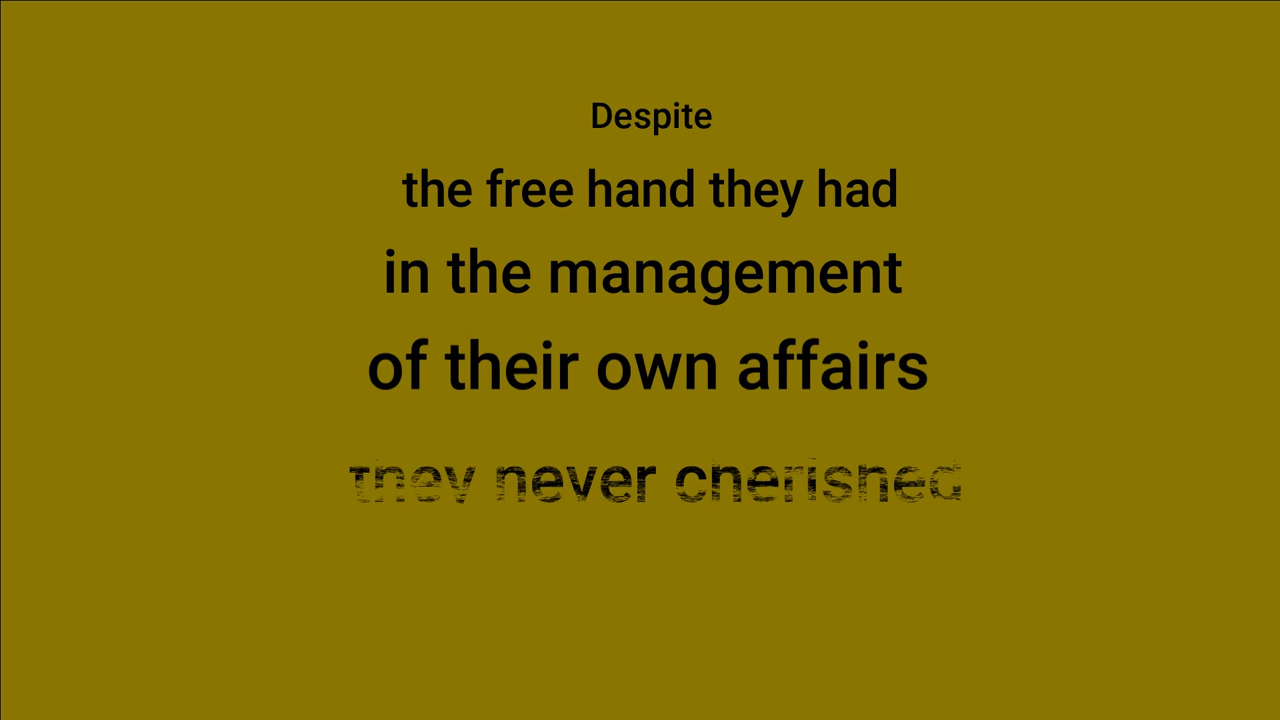 Despite
the free hand they had
in the management
of their own affairs
they never cherished